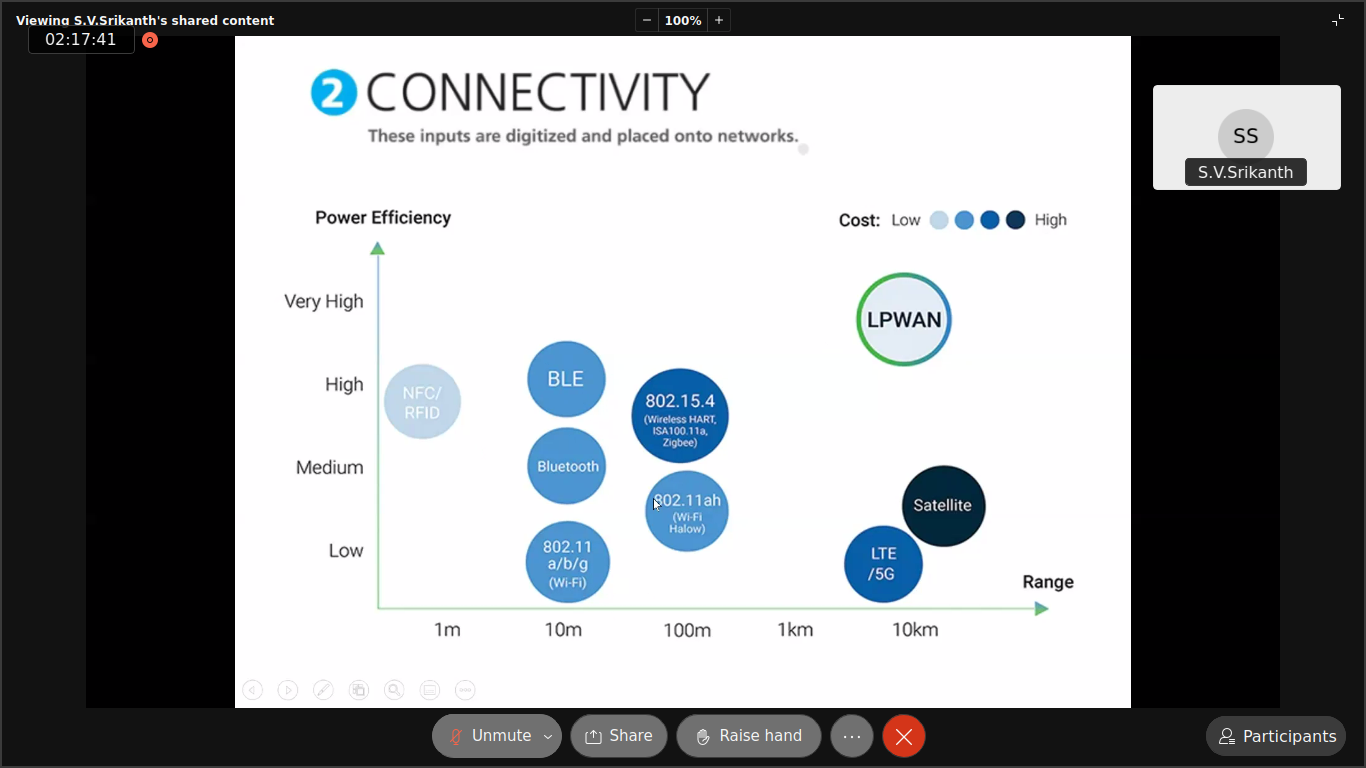 Viewing S.V.Srikanth's shared content
100%
02:17:41
2 CONNECTIVITY
These inputs are digitized and placed onto networks.
SS
S.V.Srikanth
Power Efficiency
Cost: Low High
Very High
LPWAN
High
NFC/
RFID
BLE
802.15.4
(Wireless HART,
ISA100.11a,
Zigbee)
Medium
Bluetooth
802.11ah
(Wi-Fi
Halow)
Satellite
Low
802.11
a/b/g
(Wi-Fi)
LTE
/5G
Range
1m 10m 100m 1km 10km
Unmute Share Raise hand Participants